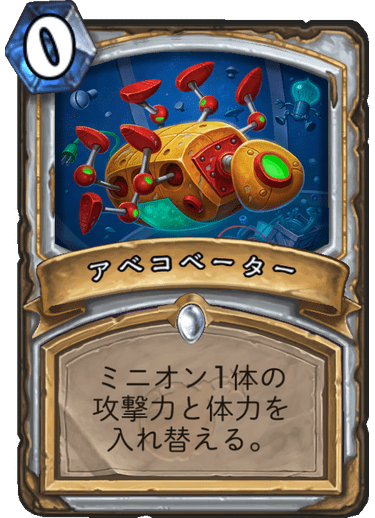 0
アベコベーター
ミニオン1体の
攻撃力と体力を
入れ替える。